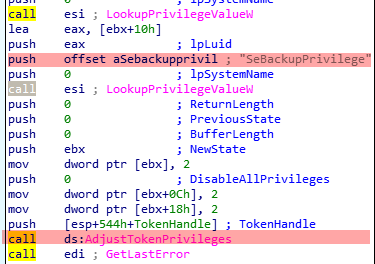 push 0 ; lpSystemName
call esi ; LookupPrivilegeValueW
lea eax, [ebx+10h]
push eax ; lpLuid
push offset aSebackupprivil ; "SeBackupPrivilege"
push 0 ; lpSystemName
call esi ; LookupPrivilegeValueW
push 0 ; ReturnLength
push 0 ; PreviousState
push 0 ; BufferLength
push ebx ; NewState
mov dword ptr [ebx], 2
push 0 ; DisableAllPrivileges
mov dword ptr [ebx+0Ch], 2
mov dword ptr [ebx+18h], 2
push [esp+544h+TokenHandle] ; TokenHandle
call ds:AdjustTokenPrivileges
call edi ; GetLastError